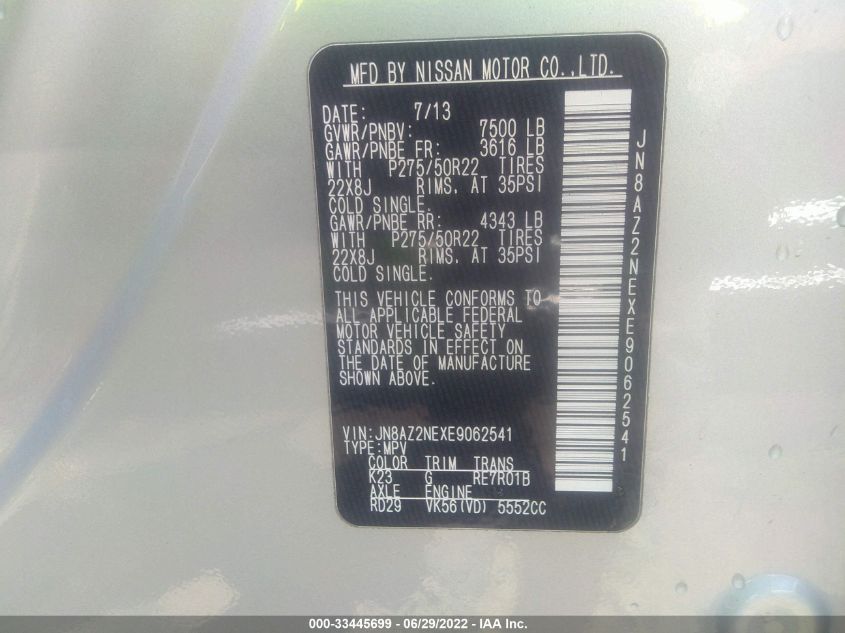 MFD BY NISSAN MOTOR CO.,LTD.
DATE: 7/13
GVWR/PNBV: 7500 LB
GAWR/PNBE FR: 3616 LB
WITH P275/50R22 TIRES
22X8J RIMS. AT 35PSI
COLD SINGLE.
GAWR/PNBE RR: 4343 LB
WITH P275/50R22 TIRES
22X8J RIMS. AT 35PSI
COLD SINGLE.
THIS VEHICLE CONFORMS TO
ALL APPLICABLE FEDERAL
MOTOR VEHICLE SAFETY
STANDARDS IN EFFECT ON
THE DATE OF MANUFACTURE
SHOWN ABOVE.
VIN:JN8AZ2NEXE9062541
TYPE:MPV
COLOR TRIM TRANS
K23 G RE7R01B
AXLE ENGINE
RD29 VK56(VD) 5552CC
JN8AZ2NEXE9062541
000-33445699 - 06/29/2022 - IAA Inc.